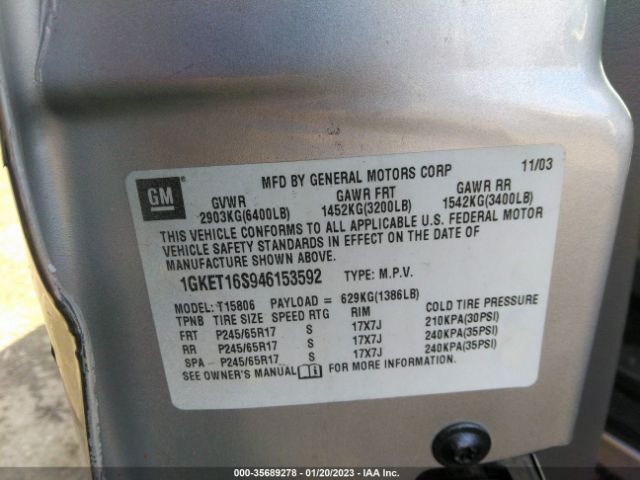 MFD BY GENERAL MOTORS CORP 11/03
GM
GVWR GAWR FRT GAWR RR
2903KG(6400LB) 1452KG(3200LB) 1542KG(3400LB)
THIS VEHICLE CONFORMS TO ALL APPLICABLE U.S. FEDERAL MOTOR
VEHICLE SAFETY STANDARDS IN EFFECT ON THE DATE OF
MANUFACTURE SHOWN ABOVE.
1GKET16S946153592 TYPE: M.P.V.
MODEL: T15806 PAYLOAD = 629KG(1386LB)
TPNB TIRE SIZE SPEED RTG RIM COLD TIRE PRESSURE
FRT P245/65R17 S 17X7J 210KPA(30PSI)
RR P245/65R17 S 17X7J 240KPA(35PSI)
SPA P245/65R17 S 17X7J 240KPA(35PSI)
SEE OWNER'S MANUAL FOR MORE INFORMATION.
000-35689278 - 01/20/2023 - IAA Inc.